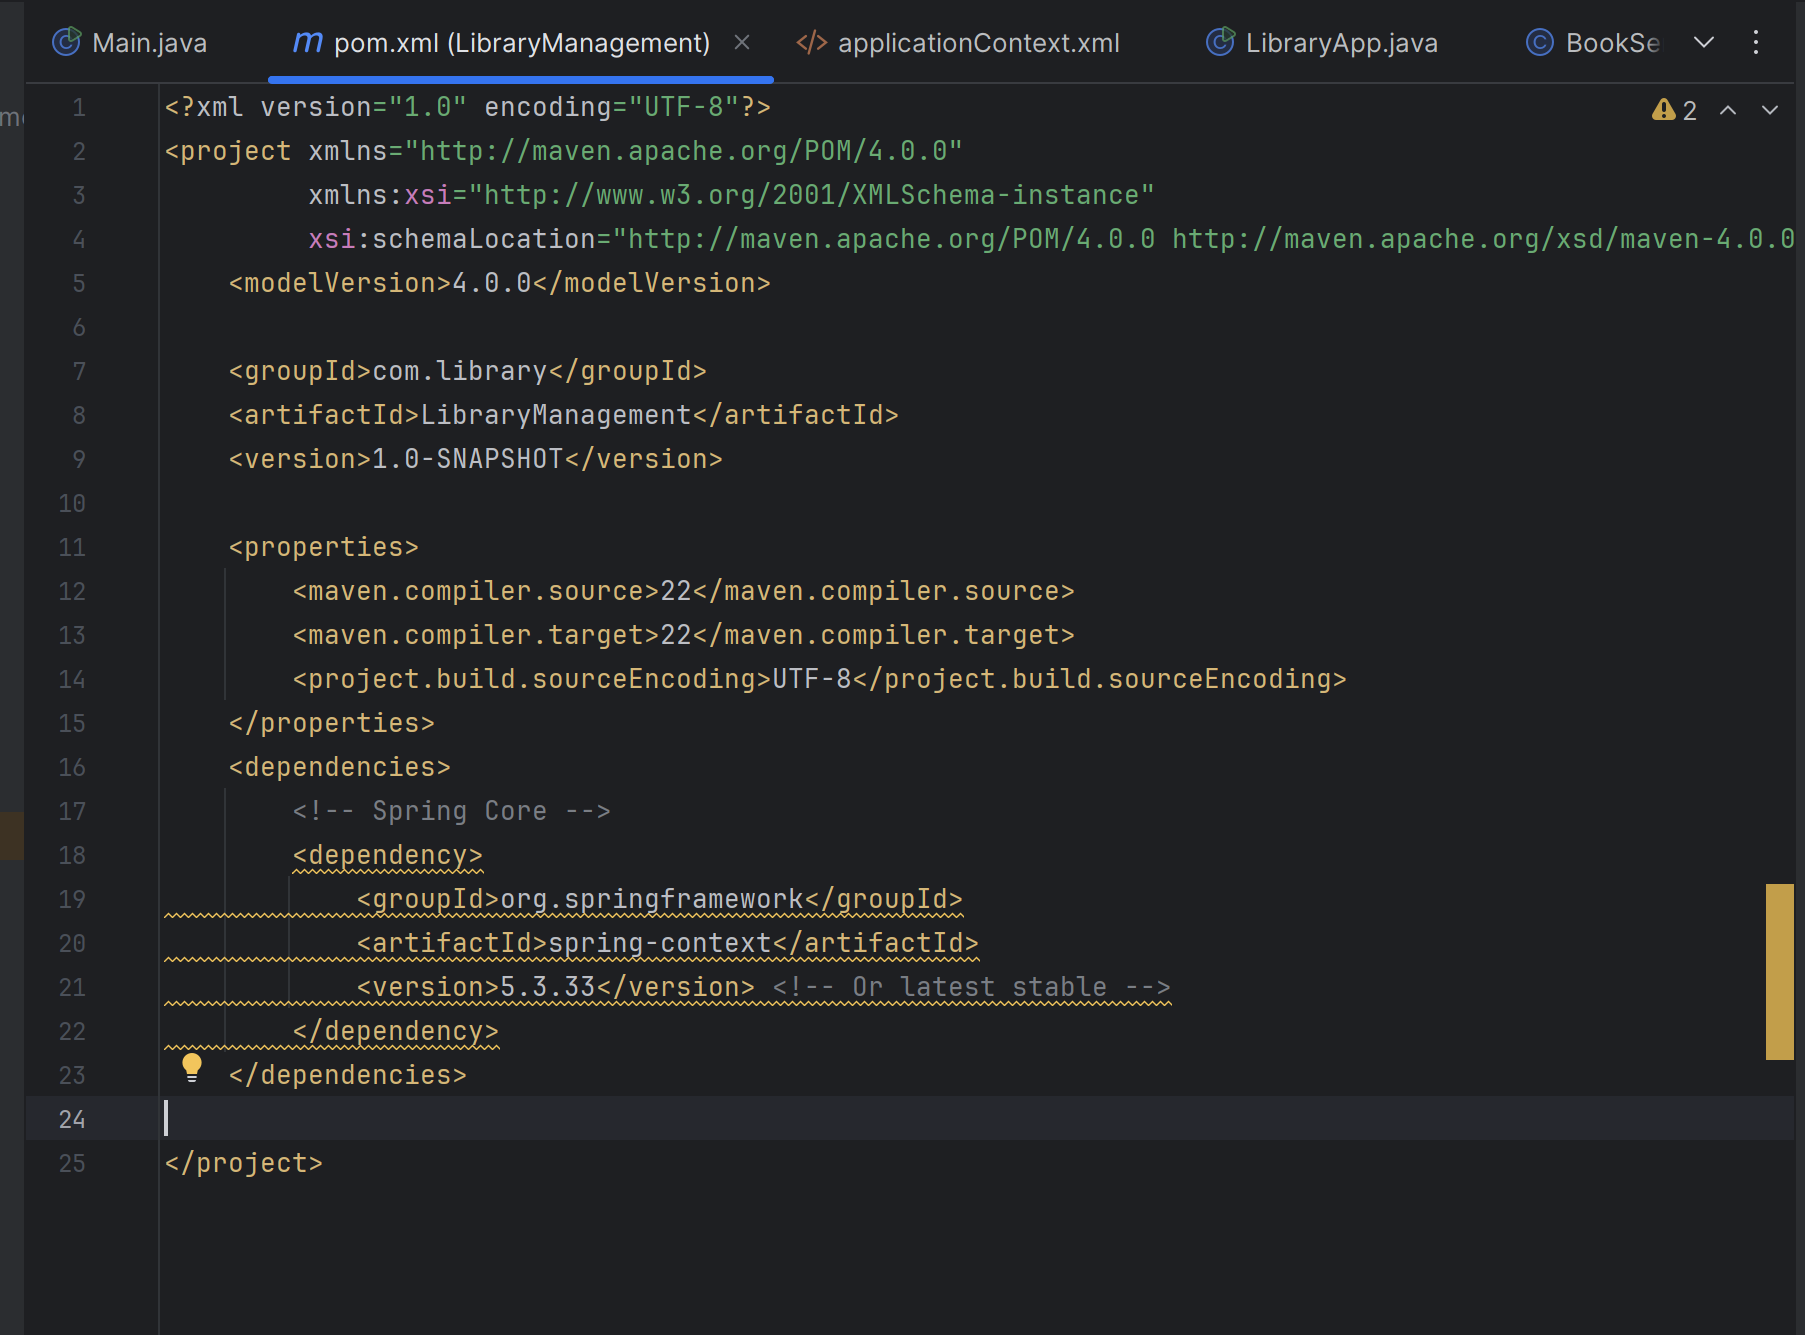 Main.java
m pom.xml (LibraryManagement)
</> applicationContext.xml
LibraryApp.java
BookSe
2
1 <?xml version="1.0" encoding="UTF-8"?>
2 <project xmlns="http://maven.apache.org/POM/4.0.0"
3 xmlns:xsi="http://www.w3.org/2001/XMLSchema-instance"
4 xsi:schemaLocation="http://maven.apache.org/POM/4.0.0 http://maven.apache.org/xsd/maven-4.0.0
5 <modelVersion>4.0.0</modelVersion>
6
7 <groupId>com.library</groupId>
8 <artifactId>LibraryManagement</artifactId>
9 <version>1.0-SNAPSHOT</version>
10
11 <properties>
12 <maven.compiler.source>22</maven.compiler.source>
13 <maven.compiler.target>22</maven.compiler.target>
14 <project.build.sourceEncoding>UTF-8</project.build.sourceEncoding>
15 </properties>
16 <dependencies>
17 <!-- Spring Core -->
18 <dependency>
19 <groupId>org.springframework</groupId>
20 <artifactId>spring-context</artifactId>
21 <version>5.3.33</version> <!-- Or latest stable -->
22 </dependency>
23 </dependencies>
24
25 </project>